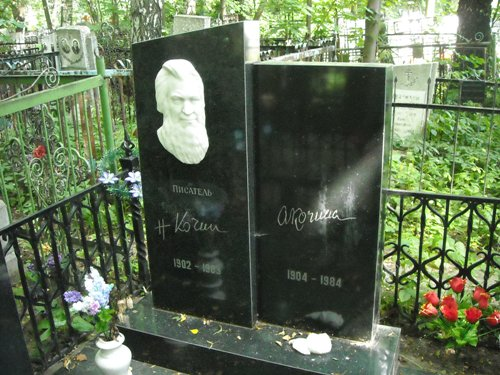 ПИСАТЕЛЬ
Н Кочин
1902 - 1983
А Кочина
1904 - 1984